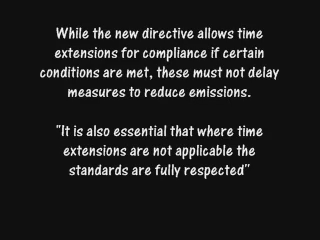 While the new directive allows time
extensions for compliance if certain
conditions are met, these must not delay
measures to reduce emissions.
"It is also essential that where time
extensions are not applicable the
standards are fully respected"